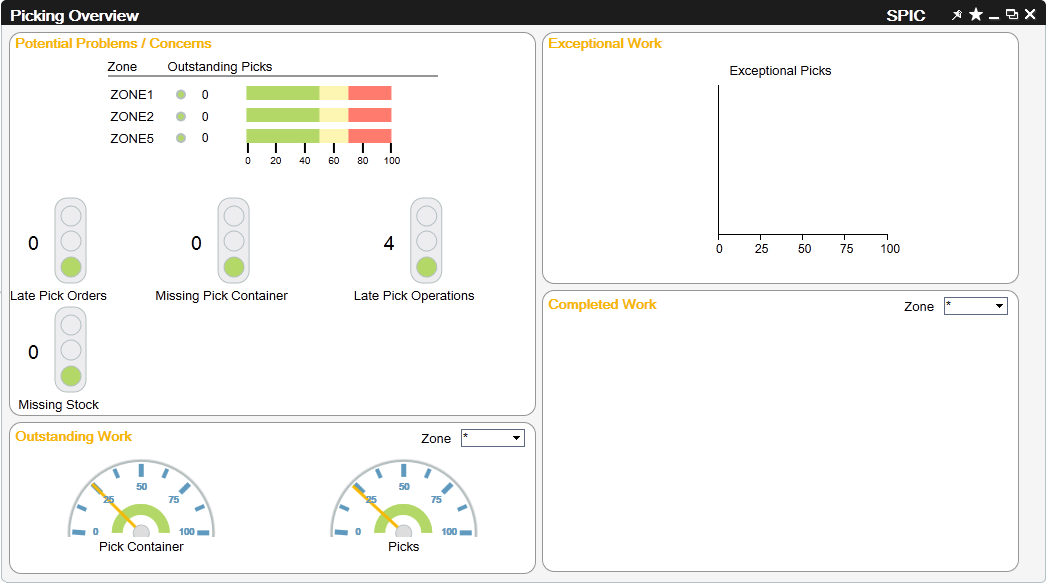 Picking Overview
SPIC
Potential Problems / Concerns
Zone Outstanding Picks
ZONE1 0
ZONE2 0
ZONE5 0
0 20 40 60 80 100
0
Late Pick Orders
0
Missing Pick Container
4
Late Pick Operations
0
Missing Stock
Outstanding Work
Zone *
0 25 50 75 100
Pick Container
0 25 50 75 100
Picks
Exceptional Work
Exceptional Picks
0 25 50 75 100
Completed Work
Zone *